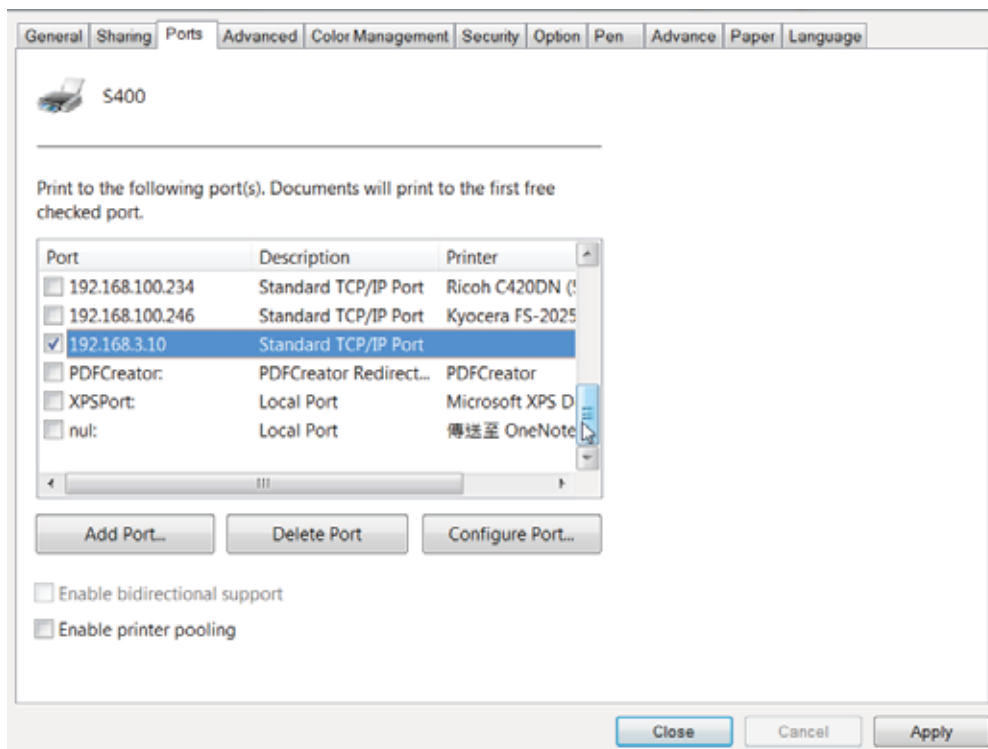 General Sharing Ports Advanced Color Management Security Option Pen Advance Paper Language
S400
Print to the following port(s). Documents will print to the first free
checked port.
Port Description Printer
192.168.100.234 Standard TCP/IP Port Ricoh C420DN (
192.168.100.246 Standard TCP/IP Port Kyocera FS-2025
192.168.3.10 Standard TCP/IP Port
PDFCreator: PDFCreator Redirect... PDFCreator
XPSPort: Local Port Microsoft XPS D
nul: Local Port 傳送至 OneNote
Add Port... Delete Port Configure Port...
Enable bidirectional support
Enable printer pooling
Close Cancel Apply